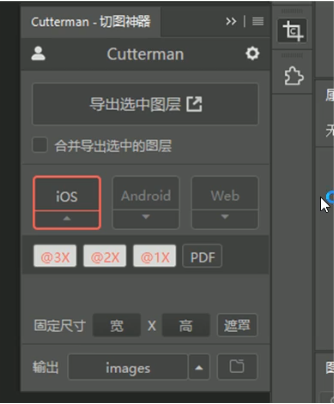 Cutterman - 切图神器
Cutterman
导出选中图层
合并导出选中的图层
iOS Android Web
@3X @2X @1X PDF
固定尺寸 宽 X 高 遮罩
输出 images